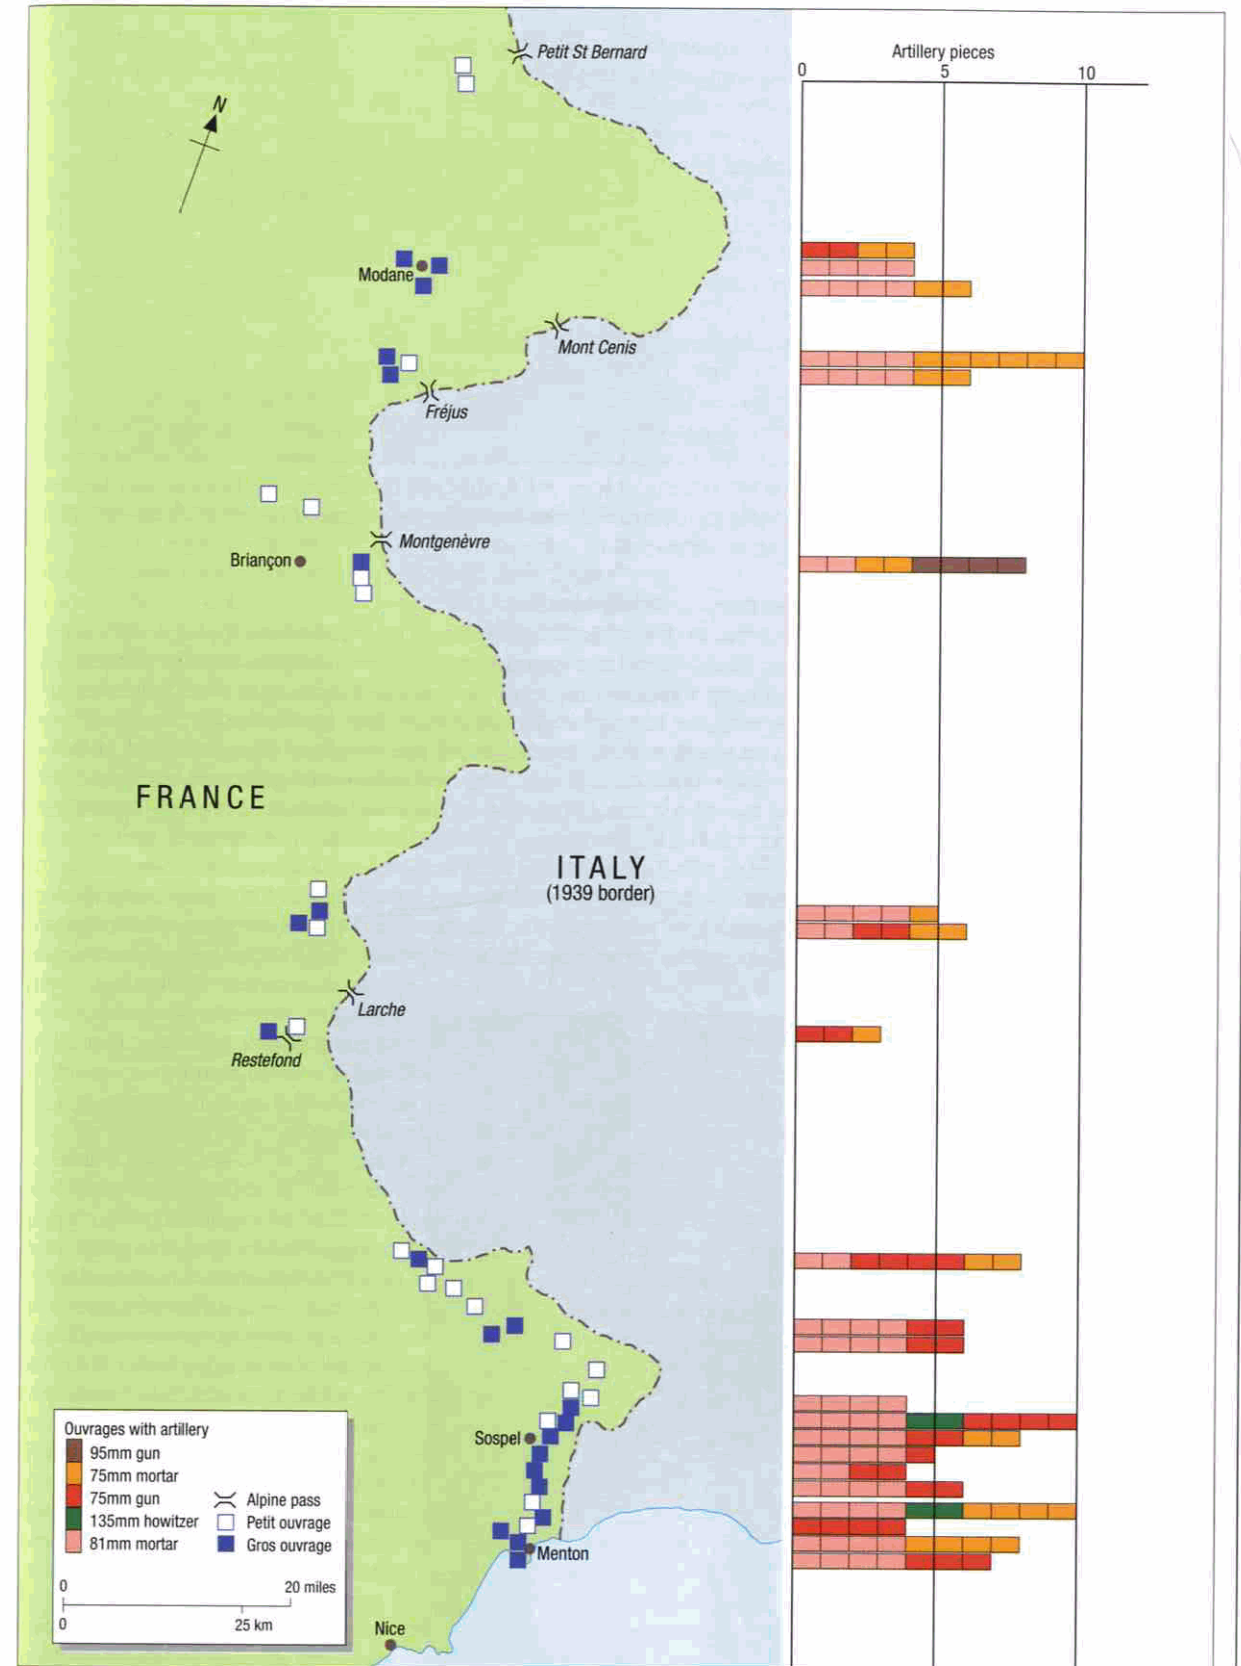 Petit St Bernard
Artillery pieces
0 5 10
N
Modane
Mont Cenis
Fréjus
Montgenèvre
Briançon
FRANCE
ITALY
(1939 border)
Larche
Restefond
Sospel
Menton
Nice
Ouvrages with artillery
95mm gun
75mm mortar
75mm gun
135mm howitzer
81mm mortar
Alpine pass
Petit ouvrage
Gros ouvrage
0 20 miles
0 25 km